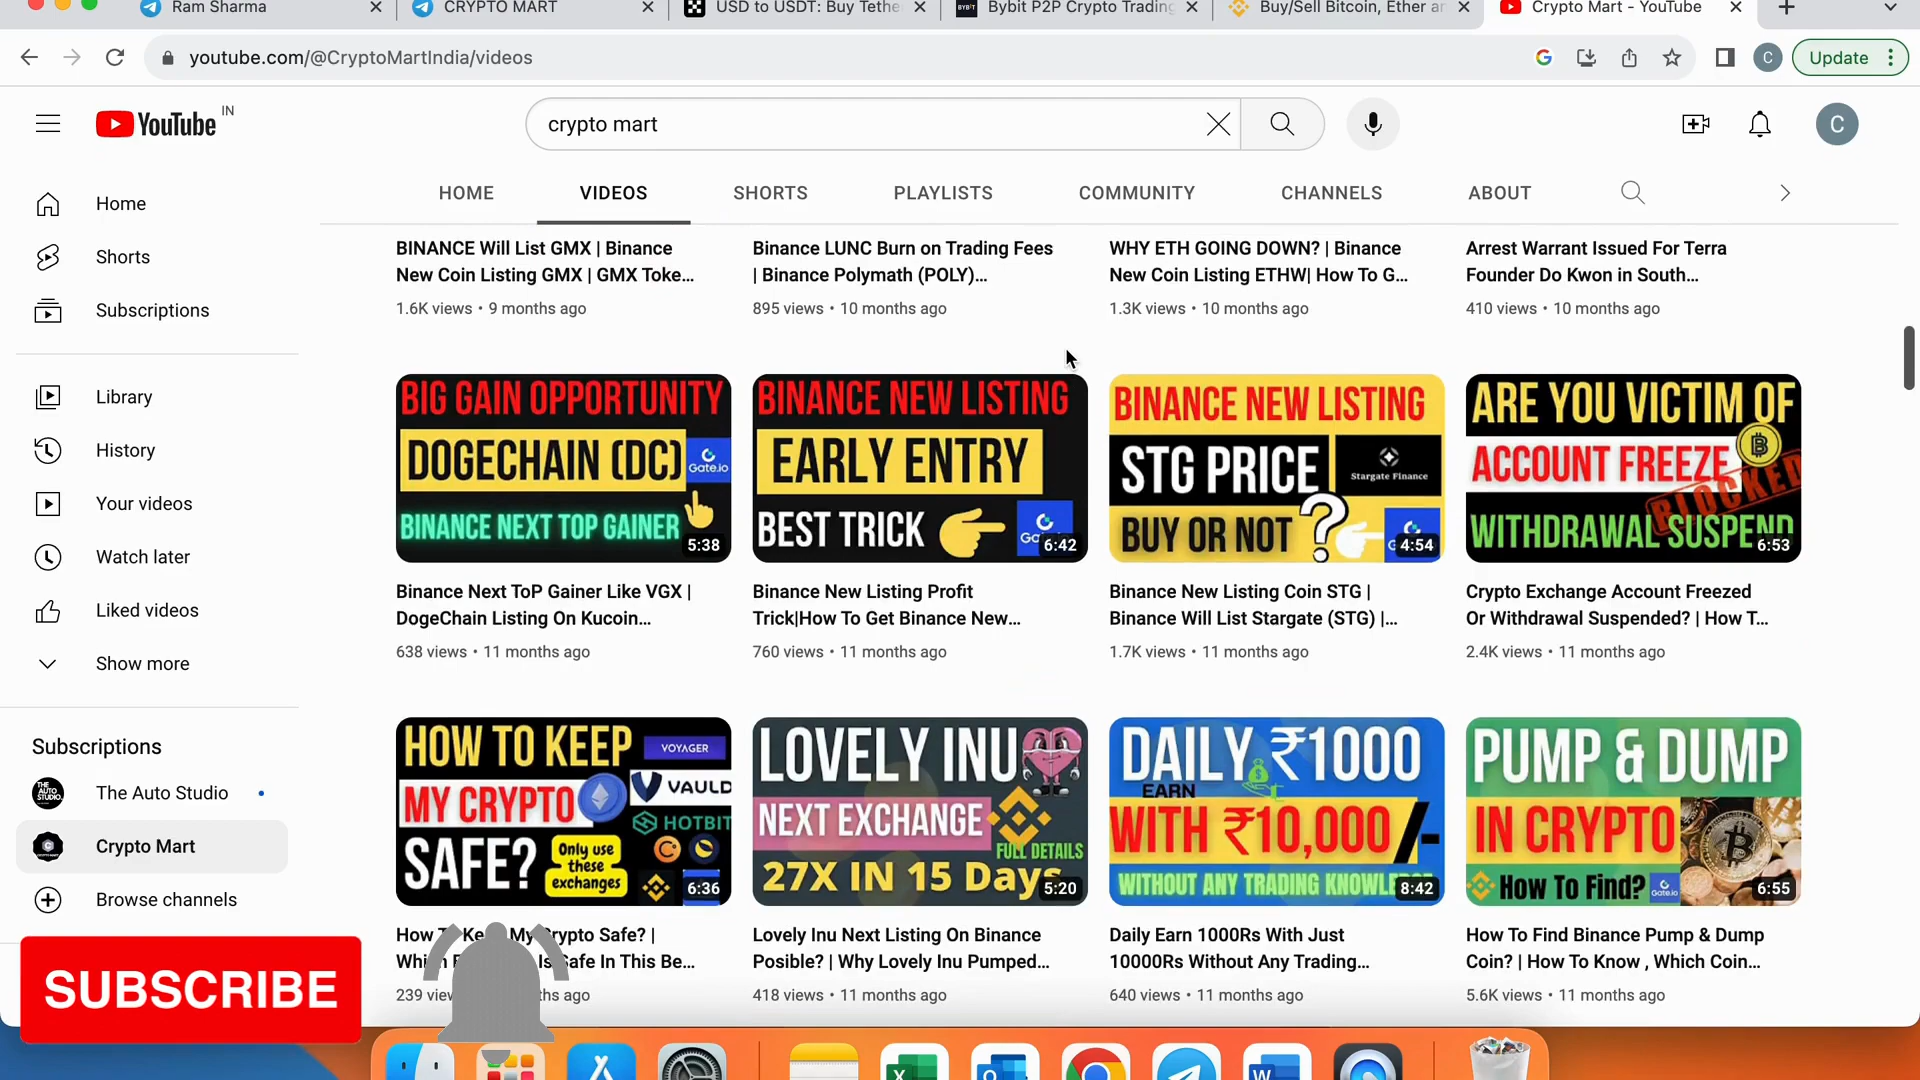 Ram Sharma
CRYPTO MART
USD to USDT: Buy Tethe
BYBIT
Bybit P2P Crypto Trading
Buy/Sell Bitcoin, Ether an
Crypto Mart - YouTube
youtube.com/@CryptoMartIndia/videos
C
Update
YouTube IN
crypto mart
C
HOME VIDEOS SHORTS PLAYLISTS COMMUNITY CHANNELS ABOUT
Home
Shorts
Subscriptions
Library
History
Your videos
Watch later
Liked videos
Show more
Subscriptions
The Auto Studio
Crypto Mart
Browse channels
SUBSCRIBE
BINANCE Will List GMX | Binance
New Coin Listing GMX | GMX Toke...
1.6K views • 9 months ago
Binance LUNC Burn on Trading Fees
| Binance Polymath (POLY)...
895 views • 10 months ago
WHY ETH GOING DOWN? | Binance
New Coin Listing ETHW| How To G...
1.3K views • 10 months ago
Arrest Warrant Issued For Terra
Founder Do Kwon in South...
410 views • 10 months ago
BIG GAIN OPPORTUNITY
DOGECHAIN (DC)
Gate.io
BINANCE NEXT TOP GAINER
5:38
Binance Next ToP Gainer Like VGX |
DogeChain Listing On Kucoin...
638 views • 11 months ago
BINANCE NEW LISTING
EARLY ENTRY
BEST TRICK
6:42
Binance New Listing Profit
Trick|How To Get Binance New...
760 views • 11 months ago
BINANCE NEW LISTING
STG PRICE
Stargate Finance
BUY OR NOT ?
4:54
Binance New Listing Coin STG |
Binance Will List Stargate (STG) |...
1.7K views • 11 months ago
ARE YOU VICTIM OF
ACCOUNT FREEZE
BLOCKED
WITHDRAWAL SUSPEND
6:53
Crypto Exchange Account Freezed
Or Withdrawal Suspended? | How T...
2.4K views • 11 months ago
HOW TO KEEP
VOYAGER
MY CRYPTO
VAULD
HOTBIT
SAFE?
Only use
these
exchanges
6:36
How T Ke My Crypto Safe? |
Whi Is Safe In This Be...
239 view s ago
LOVELY INU
NEXT EXCHANGE
FULL DETAILS
27X IN 15 Days
5:20
Lovely Inu Next Listing On Binance
Posible? | Why Lovely Inu Pumped...
418 views • 11 months ago
DAILY ₹1000
EARN
WITH ₹10,000/-
WITHOUT ANY TRADING KNOWLE
8:42
Daily Earn 1000Rs With Just
10000Rs Without Any Trading...
640 views • 11 months ago
PUMP & DUMP
IN CRYPTO
How To Find?
Gate.io
6:55
How To Find Binance Pump & Dump
Coin? | How To Know , Which Coin...
5.6K views • 11 months ago